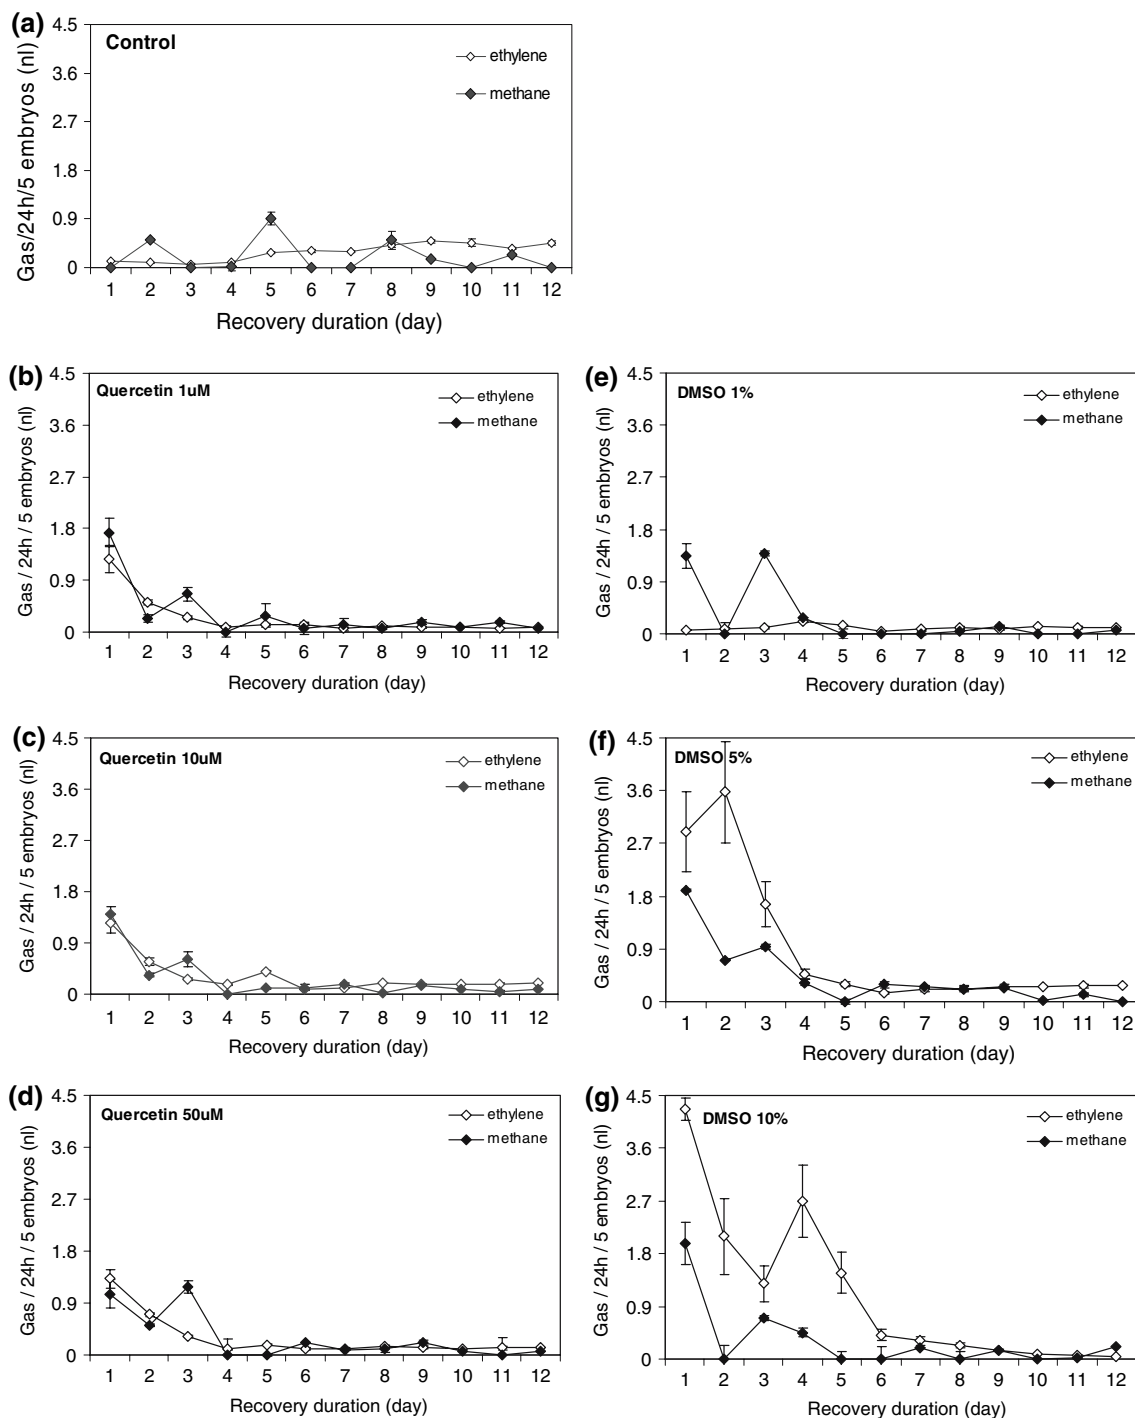 (a)
Control
ethylene
methane
Gas/24h/5 embryos (nl)
4.5
3.6
2.7
1.8
0.9
0
1 2 3 4 5 6 7 8 9 10 11 12
Recovery duration (day)
(b)
Quercetin 1uM
ethylene
methane
Gas / 24h / 5 embryos (nl)
4.5
3.6
2.7
1.8
0.9
0
1 2 3 4 5 6 7 8 9 10 11 12
Recovery duration (day)
(e)
DMSO 1%
ethylene
methane
Gas / 24h / 5 embryos (nl)
4.5
3.6
2.7
1.8
0.9
0
1 2 3 4 5 6 7 8 9 10 11 12
Recovery duration (day)
(c)
Quercetin 10uM
ethylene
methane
Gas / 24h / 5 embryos (nl)
4.5
3.6
2.7
1.8
0.9
0
1 2 3 4 5 6 7 8 9 10 11 12
Recovery duration (day)
(f)
DMSO 5%
ethylene
methane
Gas / 24h / 5 embryos (nl)
4.5
3.6
2.7
1.8
0.9
0
1 2 3 4 5 6 7 8 9 10 11 12
Recovery duration (day)
(d)
Quercetin 50uM
ethylene
methane
Gas / 24h / 5 embryos (nl)
4.5
3.6
2.7
1.8
0.9
0
1 2 3 4 5 6 7 8 9 10 11 12
Recovery duration (day)
(g)
DMSO 10%
ethylene
methane
Gas / 24h / 5 embryos (nl)
4.5
3.6
2.7
1.8
0.9
0
1 2 3 4 5 6 7 8 9 10 11 12
Recovery duration (day)